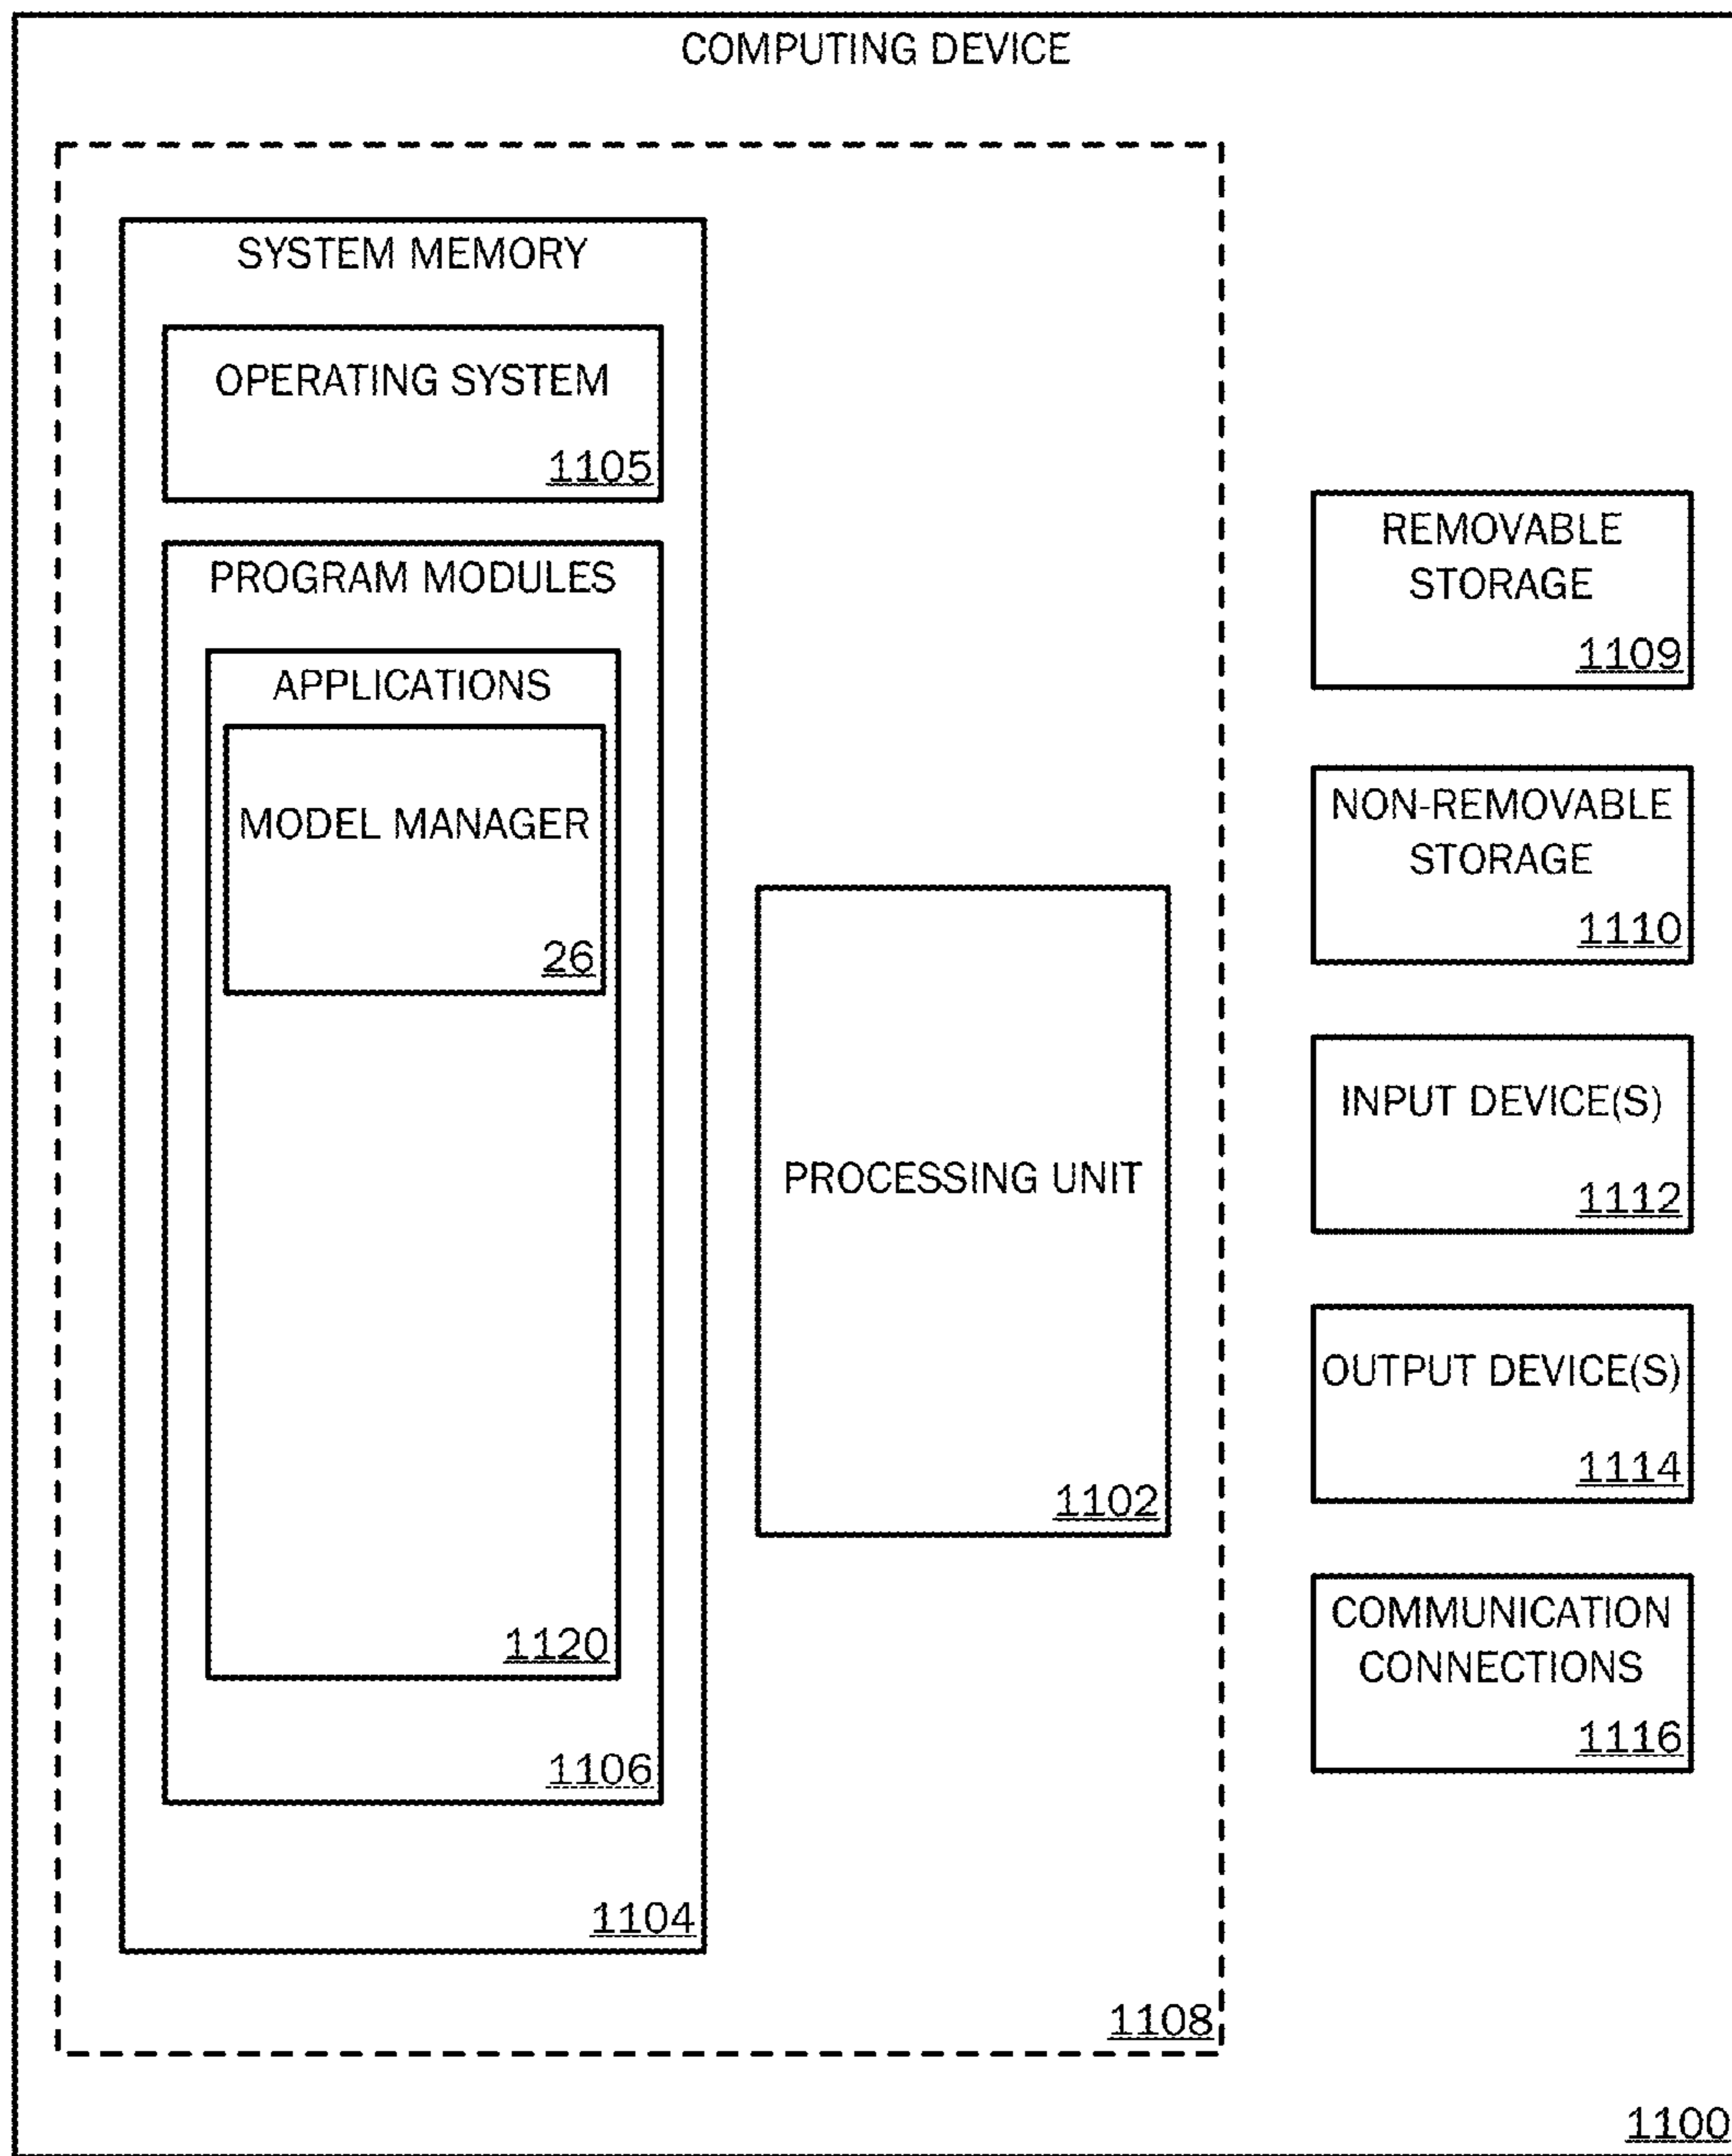 COMPUTING DEVICE
SYSTEM MEMORY
OPERATING SYSTEM
1105
PROGRAM MODULES
APPLICATIONS
MODEL MANAGER
26
1120
1106
1104
PROCESSING UNIT
1102
1108
REMOVABLE
STORAGE
1109
NON-REMOVABLE
STORAGE
1110
INPUT DEVICE(S)
1112
OUTPUT DEVICE(S)
1114
COMMUNICATION
CONNECTIONS
1116
1100